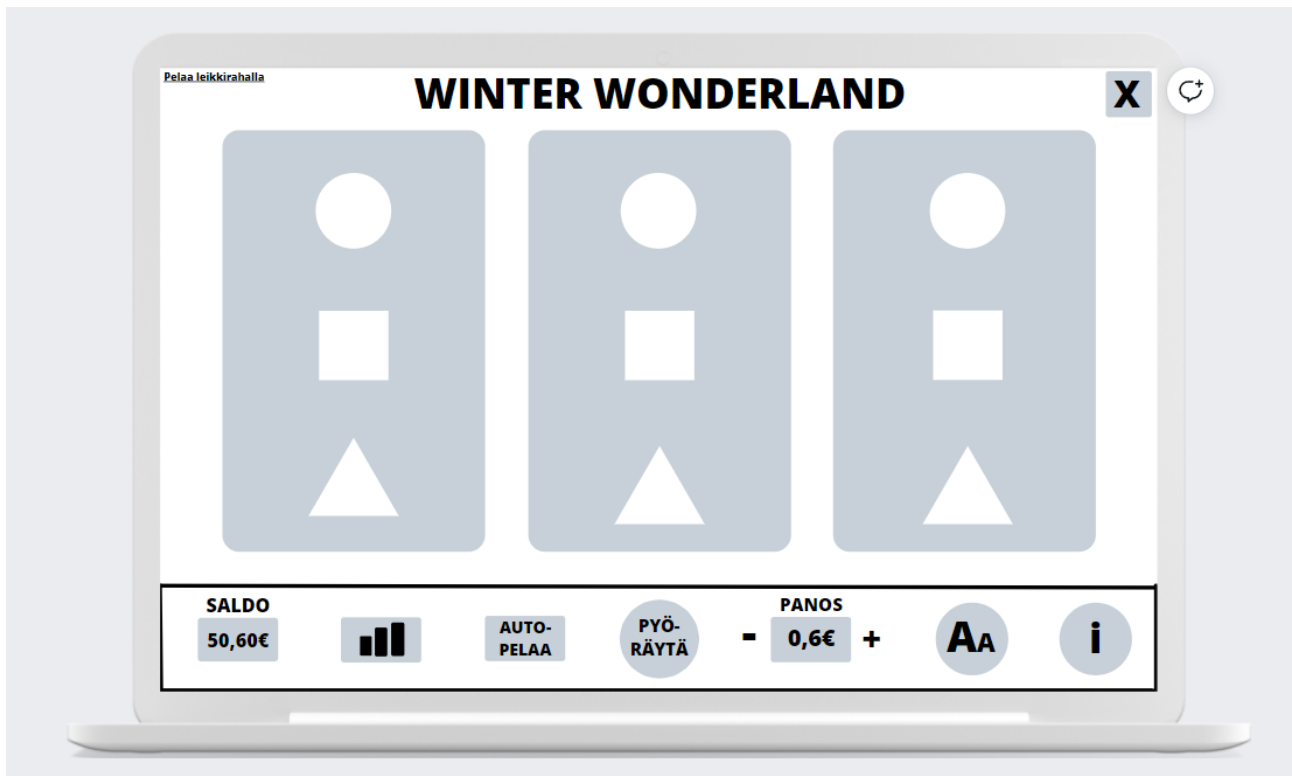 Pelaa leikkirahalla
WINTER WONDERLAND
X
SALDO
50,60€
AUTO-
PELAA
PYÖ-
RÄYTÄ
PANOS
-
0,6€
+
AA
i